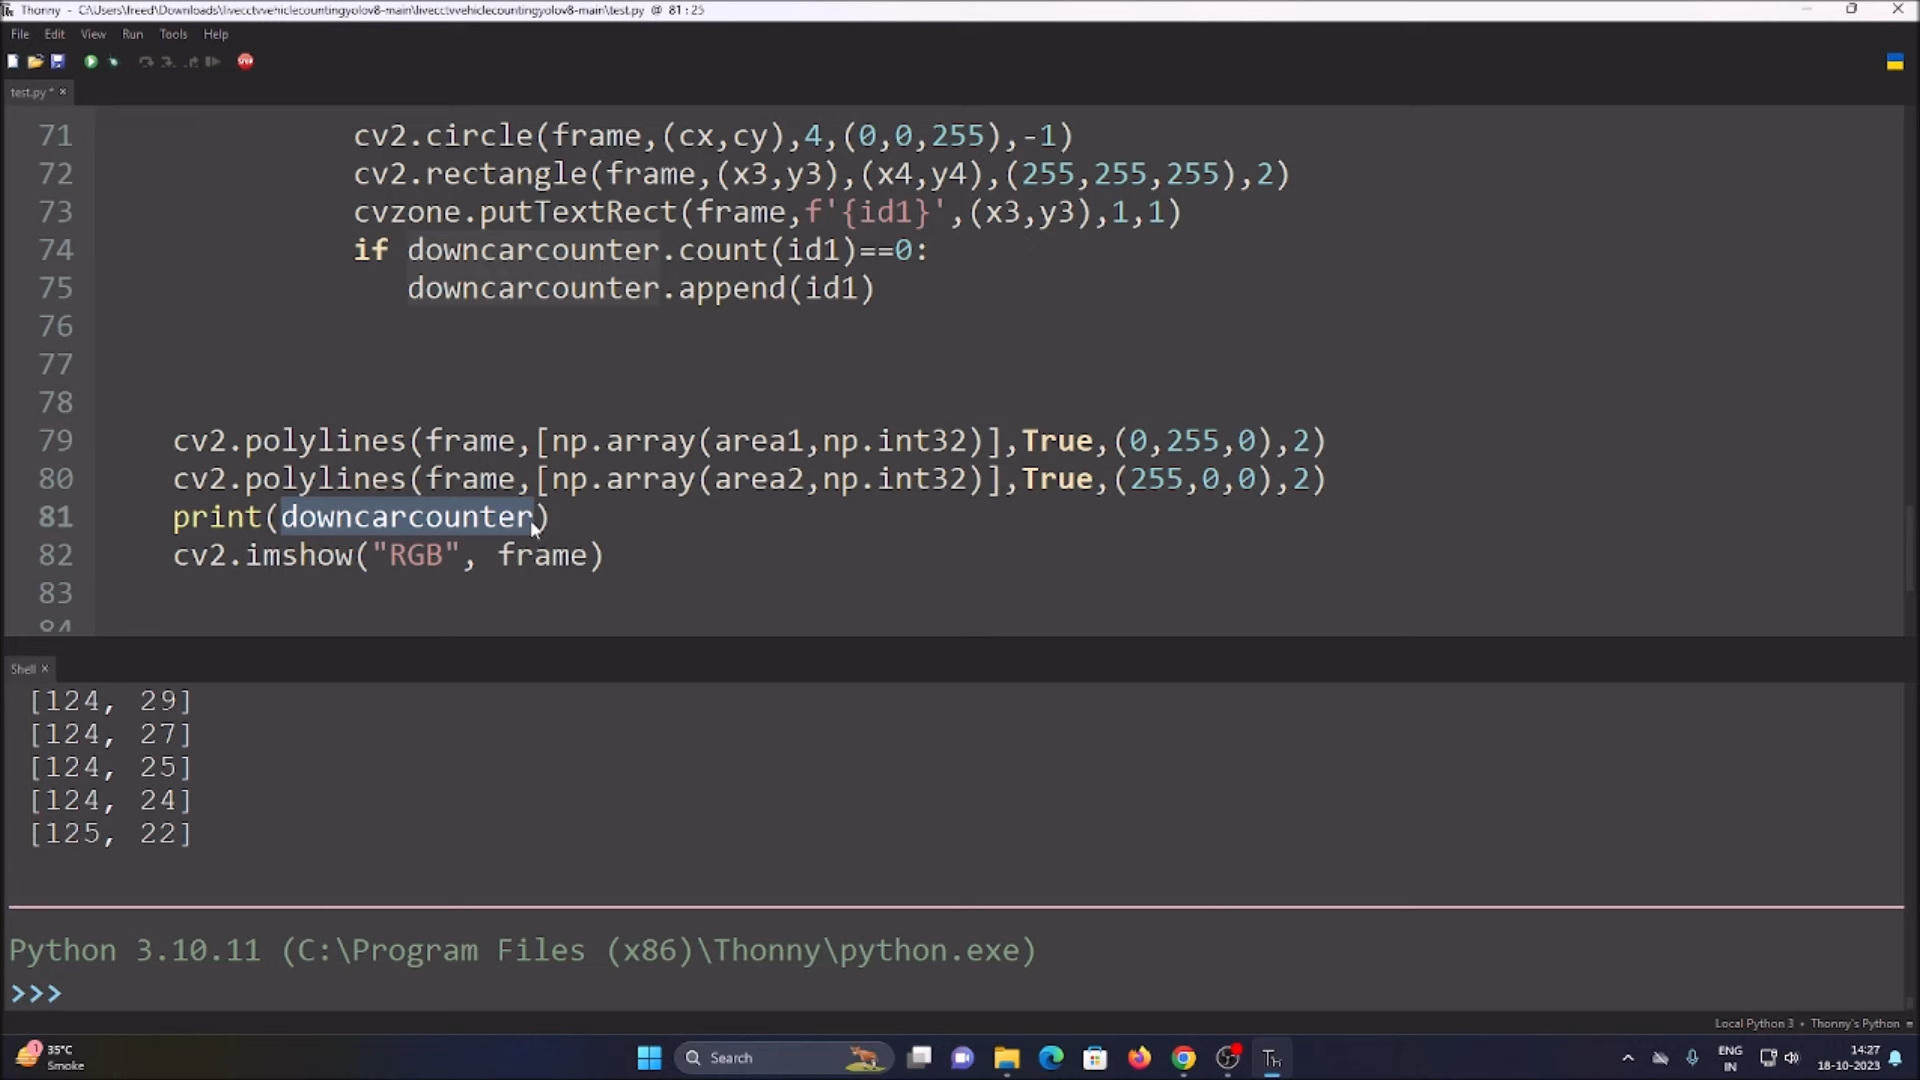 Thonny - C:\Users\freed\Downloads\livecctvvehiclecountingyolov8-main\livecctvvehiclecountingyolov8-main\test.py @ 81:25
File Edit View Run Tools Help
test.py * ×
71 cv2.circle(frame,(cx,cy),4,(0,0,255),-1)
72 cv2.rectangle(frame,(x3,y3),(x4,y4),(255,255,255),2)
73 cvzone.putTextRect(frame,f'{id1}',(x3,y3),1,1)
74 if downcarcounter.count(id1)==0:
75 downcarcounter.append(id1)
76
77
78
79 cv2.polylines(frame,[np.array(area1,np.int32)],True,(0,255,0),2)
80 cv2.polylines(frame,[np.array(area2,np.int32)],True,(255,0,0),2)
81 print(downcarcounter)
82 cv2.imshow("RGB", frame)
83
84
Shell ×
[124, 29]
[124, 27]
[124, 25]
[124, 24]
[125, 22]
Python 3.10.11 (C:\Program Files (x86)\Thonny\python.exe)
>>>
Local Python 3 • Thonny's Python
1
35°C
Smoke
Search
Th
ENG
IN
14:27
18-10-2023